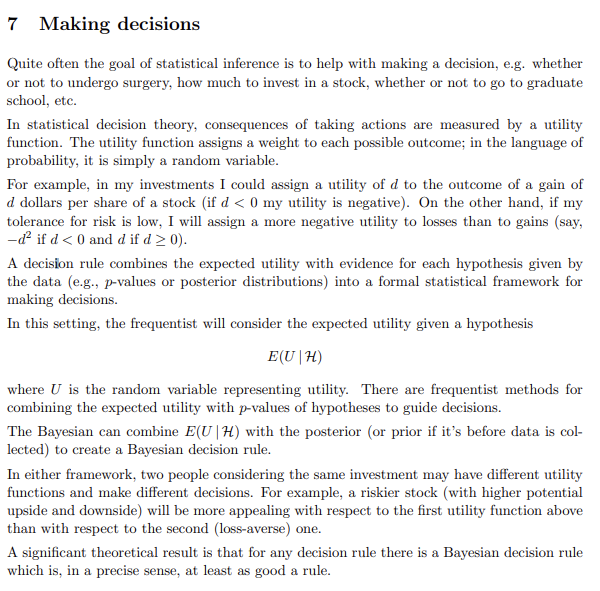 7 Making decisions
Quite often the goal of statistical inference is to help with making a decision, e.g. whether
or not to undergo surgery, how much to invest in a stock, whether or not to go to graduate
school, etc.
In statistical decision theory, consequences of taking actions are measured by a utility
function. The utility function assigns a weight to each possible outcome; in the language of
probability, it is simply a random variable.
For example, in my investments I could assign a utility of d to the outcome of a gain of
d dollars per share of a stock (if d < 0 my utility is negative). On the other hand, if my
tolerance for risk is low, I will assign a more negative utility to losses than to gains (say,
−d² if d < 0 and d if d ≥ 0).
A decision rule combines the expected utility with evidence for each hypothesis given by
the data (e.g., p-values or posterior distributions) into a formal statistical framework for
making decisions.
In this setting, the frequentist will consider the expected utility given a hypothesis
E(U | ℋ)
where U is the random variable representing utility. There are frequentist methods for
combining the expected utility with p-values of hypotheses to guide decisions.
The Bayesian can combine E(U | ℋ) with the posterior (or prior if it's before data is col-
lected) to create a Bayesian decision rule.
In either framework, two people considering the same investment may have different utility
functions and make different decisions. For example, a riskier stock (with higher potential
upside and downside) will be more appealing with respect to the first utility function above
than with respect to the second (loss-averse) one.
A significant theoretical result is that for any decision rule there is a Bayesian decision rule
which is, in a precise sense, at least as good a rule.